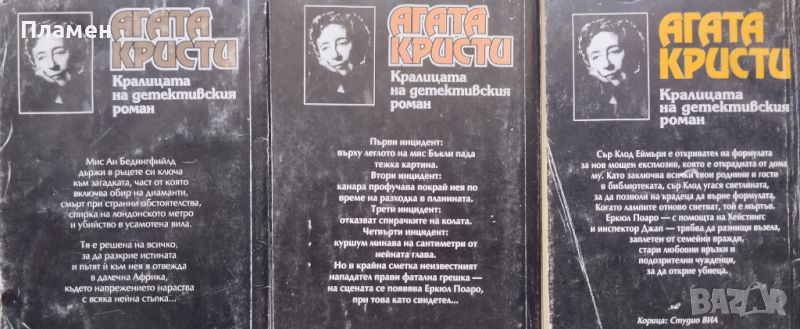 Пламен
АГАТА
КРИСТИ
Кралицата
на детективския
роман
Мис Ан Бедингфийлд
държи в ръцете си ключа
към загадката, част от която
включва обир на диаманти,
смърт при странни обстоятелства,
спирка на лондонското метро
и убийство в усамотена вила.
Тя е решена на всичко,
за да разкрие истината
и пътят ѝ към нея я отвежда
в далечна Африка,
където напрежението нараства
с всяка нейна стъпка...
АГАТА
КРИСТИ
Кралицата
на детективския
роман
Първи инцидент:
върху леглото на мис Бъкли пада
тежка картина.
Втори инцидент:
канара профучава покрай нея по
време на разходка в планината.
Трети инцидент:
отказват спирачките на колата.
Четвърти инцидент:
куршум минава на сантиметри от
нейната глава.
Но в крайна сметка неизвестният
нападател прави фатална грешка —
на сцената се появява Еркюл Поаро,
при това като свидетел...
АГАТА
КРИСТИ
Кралицата
на детективския
роман
Сър Клод Еймъри е откривател на формулата
за нов мощен експлозив, която е открадната от дома
му. Като заключва всички свои роднини и гости
в библиотеката, сър Клод угася светлината,
за да позволи на крадеца да върне формулата.
Когато лампите отново светват, той е мъртъв.
Еркюл Поаро — с помощта на Хейстингс
и инспектор Джап — трябва да разнищи възела,
заплетен от семейни вражди,
стари любовни връзки и
подозрителни чужденци,
за да открие убиеца.
Корица: Студио ВИЛ
BAZAR